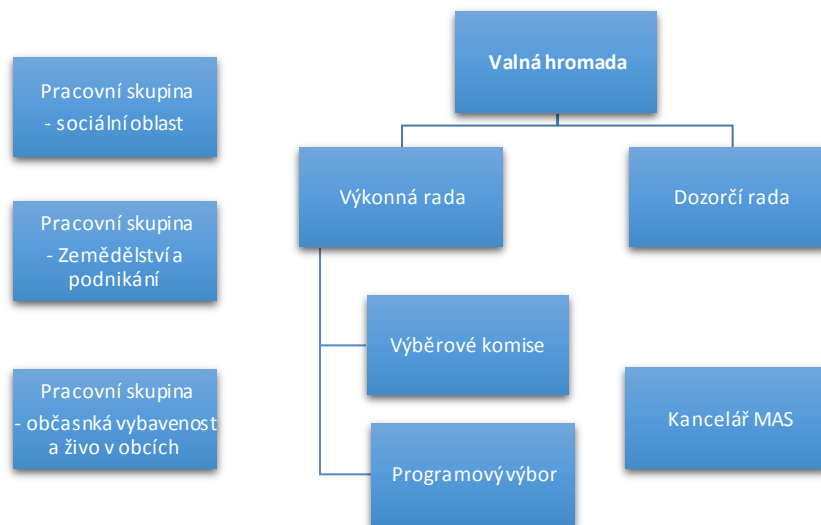 Valná hromada
Pracovní skupina
- sociální oblast
Výkonná rada
Dozorčí rada
Pracovní skupina
- Zemědělství a
podnikání
Výběrové komise
Pracovní skupina
- občasnká vybavenost
a živo v obcích
Kancelář MAS
Programový výbor